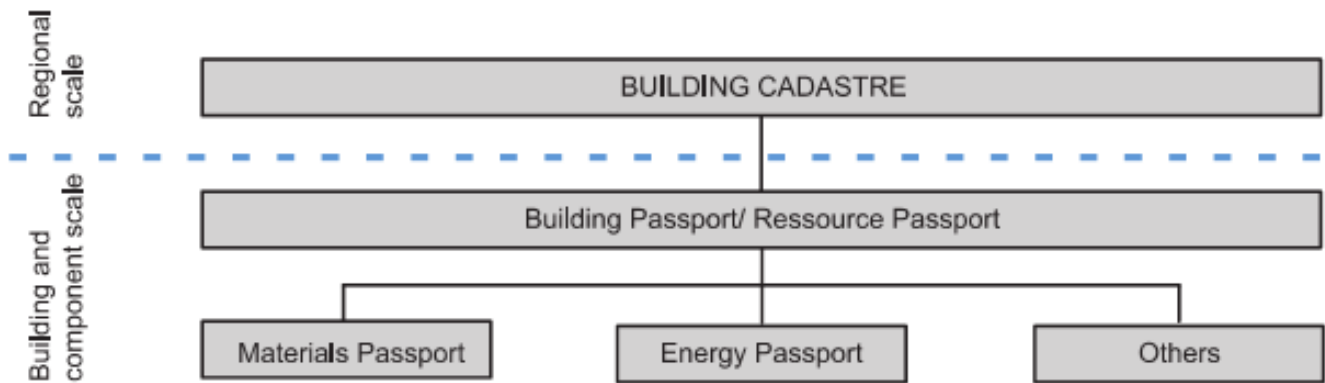 Regional
scale
BUILDING CADASTRE
Building and
component scale
Building Passport/ Ressource Passport
Materials Passport
Energy Passport
Others